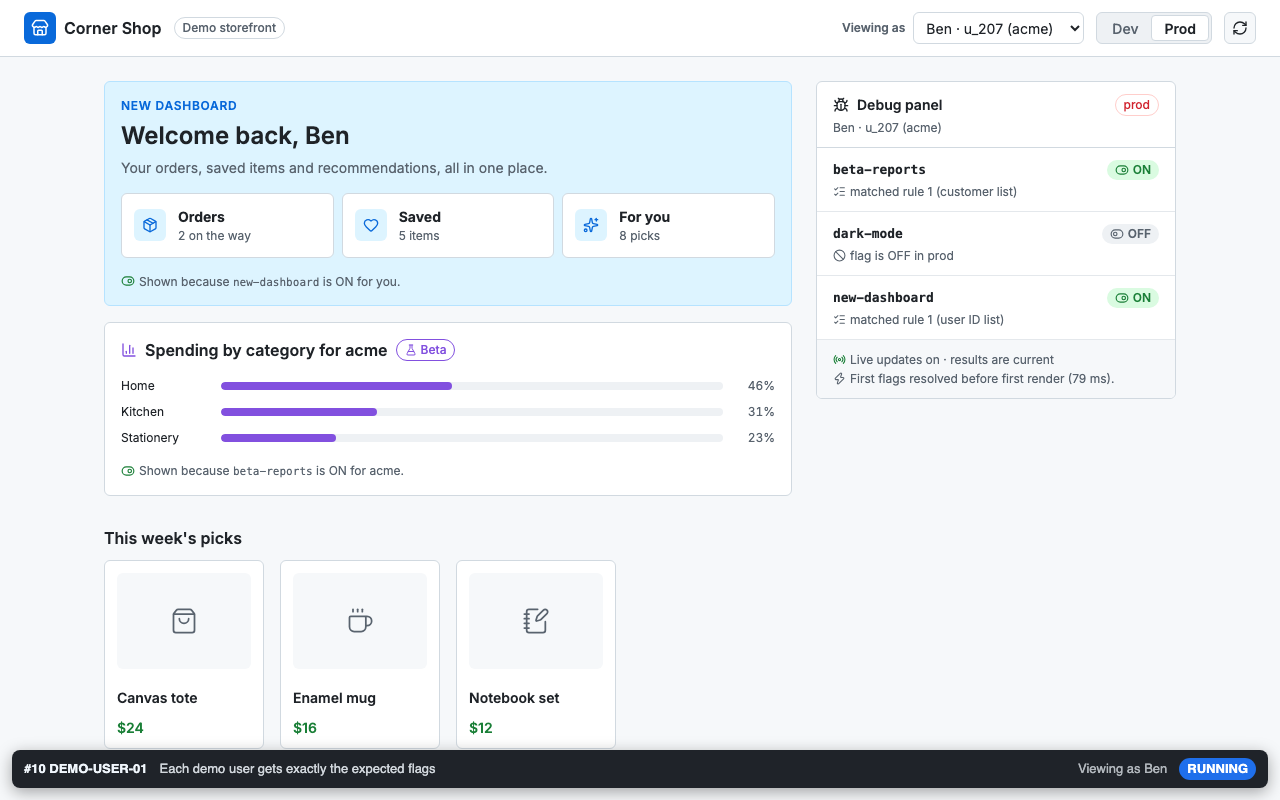 Corner Shop
Demo storefront
Viewing as
Ben · u_207 (acme)
Dev
Prod
NEW DASHBOARD
Welcome back, Ben
Your orders, saved items and recommendations, all in one place.
Orders
2 on the way
Saved
5 items
For you
8 picks
Shown because new-dashboard is ON for you.
Spending by category for acme
Beta
Home
46%
Kitchen
31%
Stationery
23%
Shown because beta-reports is ON for acme.
This week's picks
Canvas tote
$24
Enamel mug
$16
Notebook set
$12
Debug panel
prod
Ben · u_207 (acme)
beta-reports
ON
matched rule 1 (customer list)
dark-mode
OFF
flag is OFF in prod
new-dashboard
ON
matched rule 1 (user ID list)
Live updates on · results are current
First flags resolved before first render (79 ms).
#10 DEMO-USER-01
Each demo user gets exactly the expected flags
Viewing as Ben
RUNNING